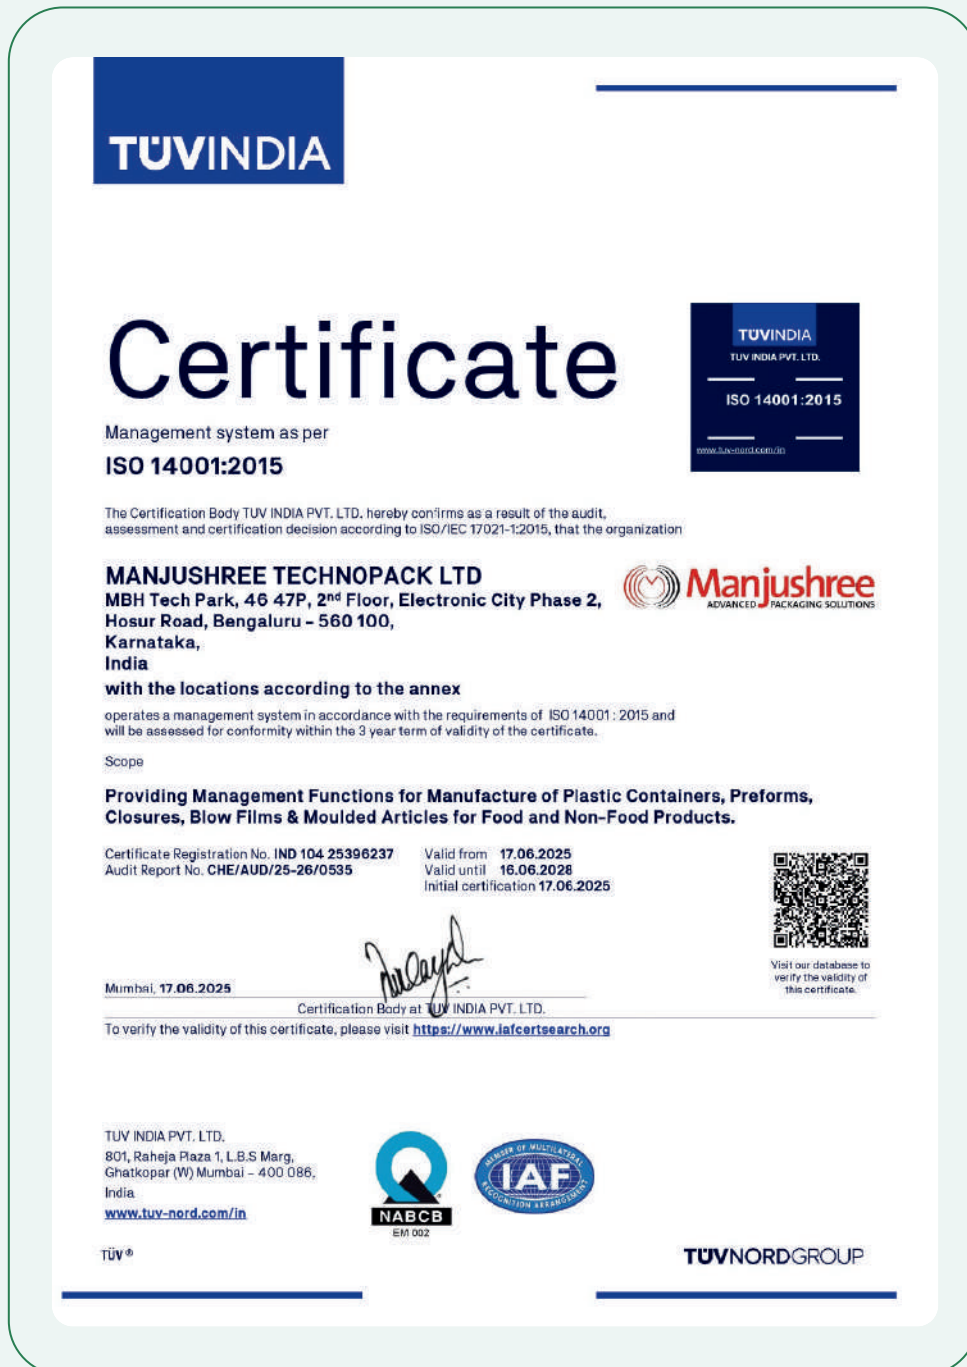 TÜVINDIA
Certificate
TÜVINDIA
TUV INDIA PVT. LTD.
ISO 14001:2015
www.tuv-nord.com/in
Management system as per
ISO 14001:2015
The Certification Body TUV INDIA PVT. LTD. hereby confirms as a result of the audit,
assessment and certification decision according to ISO/IEC 17021-1:2015, that the organization
MANJUSHREE TECHNOPACK LTD
MBH Tech Park, 46 47P, 2nd Floor, Electronic City Phase 2,
Hosur Road, Bengaluru – 560 100,
Karnataka,
India
Manjushree
ADVANCED PACKAGING SOLUTIONS
with the locations according to the annex
operates a management system in accordance with the requirements of ISO 14001 : 2015 and
will be assessed for conformity within the 3 year term of validity of the certificate.
Scope
Providing Management Functions for Manufacture of Plastic Containers, Preforms,
Closures, Blow Films & Moulded Articles for Food and Non-Food Products.
Certificate Registration No. IND 104 25396237
Audit Report No. CHE/AUD/25-26/0535
Valid from 17.06.2025
Valid until 16.06.2028
Initial certification 17.06.2025
Visit our database to
verify the validity of
this certificate.
Mumbai, 17.06.2025
Certification Body at TUV INDIA PVT. LTD.
To verify the validity of this certificate, please visit https://www.iafcertsearch.org
TUV INDIA PVT. LTD.
801, Raheja Plaza 1, L.B.S Marg,
Ghatkopar (W) Mumbai – 400 086,
India
www.tuv-nord.com/in
NABCB
EM 002
MEMBER OF MULTILATERAL
IAF
RECOGNITION ARRANGEMENT
TÜV ®
TÜVNORDGROUP